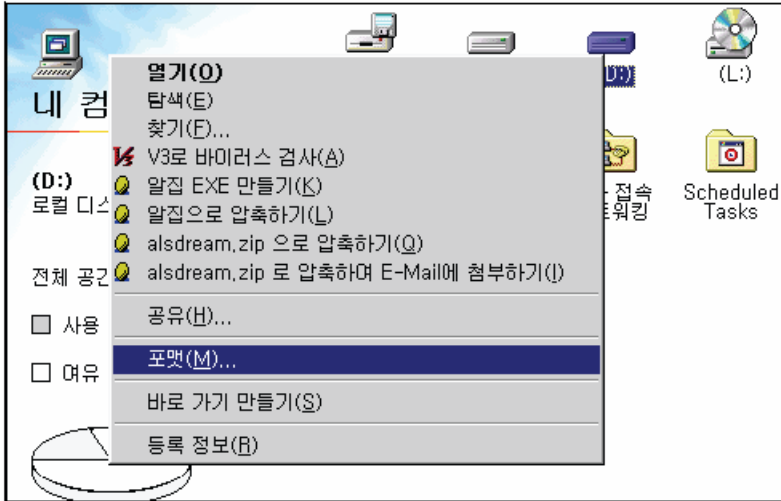 내 컴
(D:)
로컬 디스
전체 공간
사용
여유
열기(O)
탐색(E)
찾기(F)...
V3로 바이러스 검사(A)
알집 EXE 만들기(K)
알집으로 압축하기(L)
alsdream.zip 으로 압축하기(Q)
alsdream.zip 로 압축하여 E-Mail에 첨부하기(I)
공유(H)...
포맷(M)...
바로 가기 만들기(S)
등록 정보(R)
D:)
(L:)
접속
워킹
Scheduled
Tasks